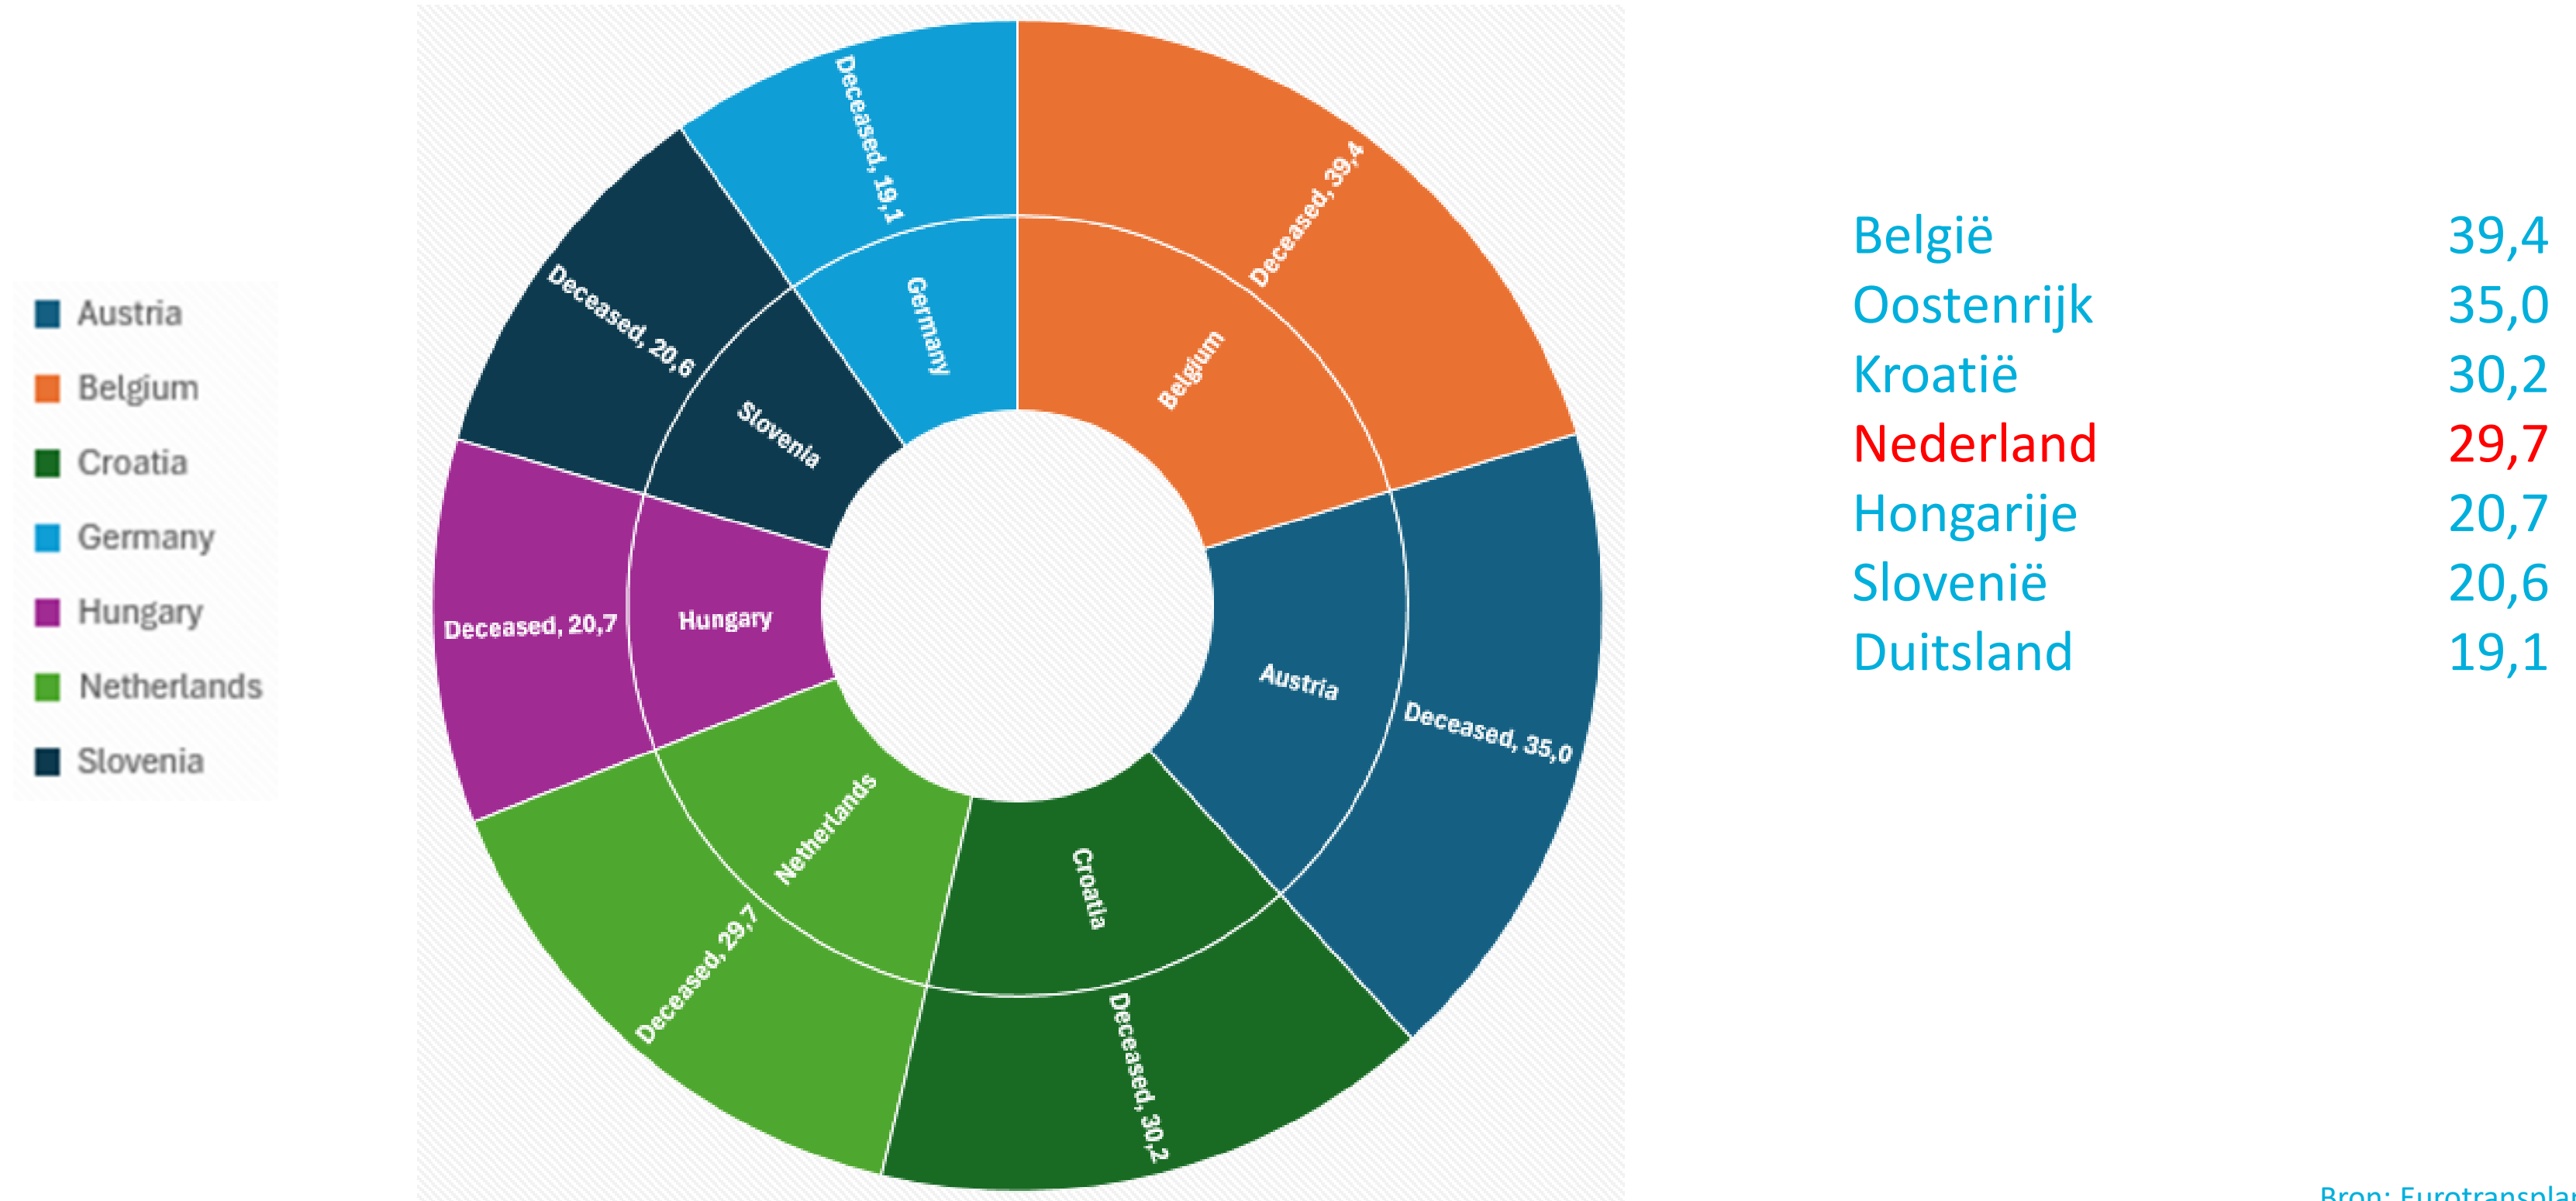 Austria
Belgium
Croatia
Germany
Hungary
Netherlands
Slovenia
Deceased, 39,4
Belgium
Deceased, 35,0
Austria
Deceased, 30,2
Croatia
Deceased, 29,7
Netherlands
Deceased, 20,7
Hungary
Deceased, 20,6
Slovenia
Deceased, 19,1
Germany
België 39,4
Oostenrijk 35,0
Kroatië 30,2
Nederland 29,7
Hongarije 20,7
Slovenië 20,6
Duitsland 19,1
Bron: Eurotransplan